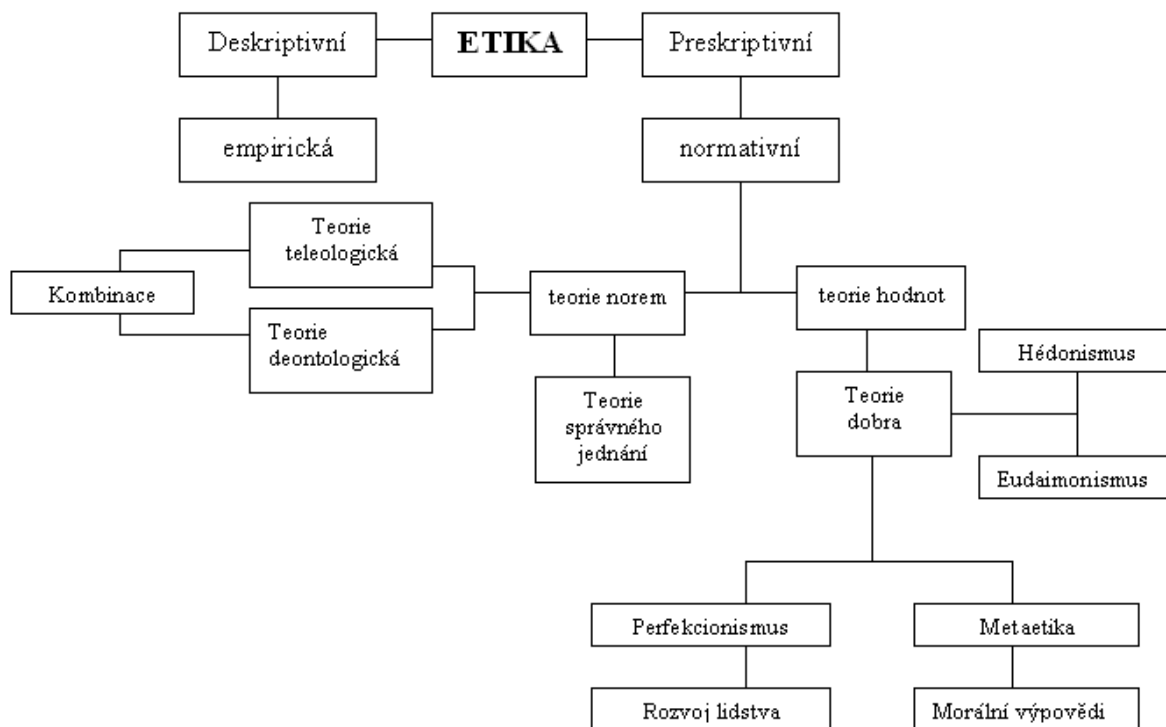 Deskriptivní
ETIKA
Preskriptivní
empirická
normativní
Teorie
teleologická
Kombinace
Teorie
deontologická
teorie norem
teorie hodnot
Teorie
správného
jednání
Teorie
dobra
Hédonismus
Eudaimonismus
Perfekcionismus
Metaetika
Rozvoj lidstva
Morální výpovědi